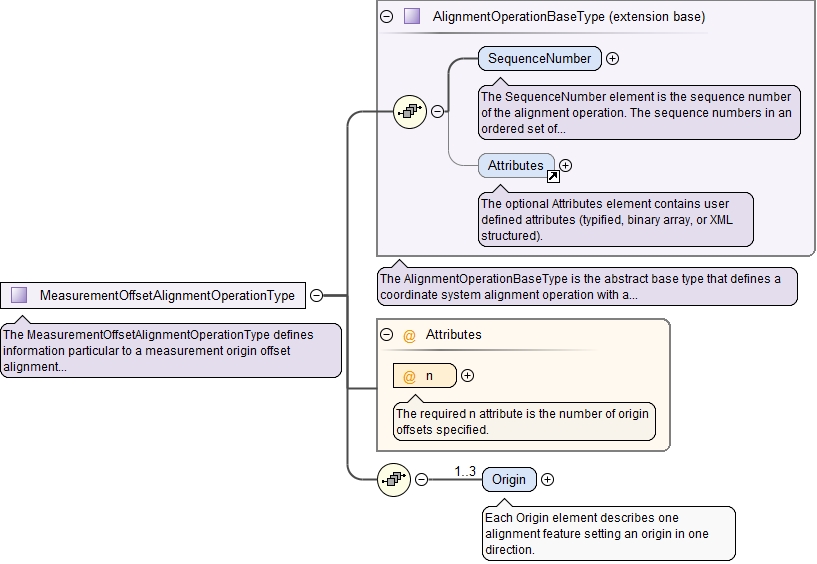 AlignmentOperationBaseType (extension base)
SequenceNumber
The SequenceNumber element is the sequence number
of the alignment operation. The sequence numbers in an
ordered set of...
Attributes
The optional Attributes element contains user
defined attributes (typified, binary array, or XML
structured).
The AlignmentOperationBaseType is the abstract base type that defines a
coordinate system alignment operation with a...
MeasurementOffsetAlignmentOperationType
The MeasurementOffsetAlignmentOperationType defines
information particular to a measurement origin offset
alignment...
@ Attributes
@ n
The required n attribute is the number of origin
offsets specified.
1..3
Origin
Each Origin element describes one
alignment feature setting an origin in one
direction.